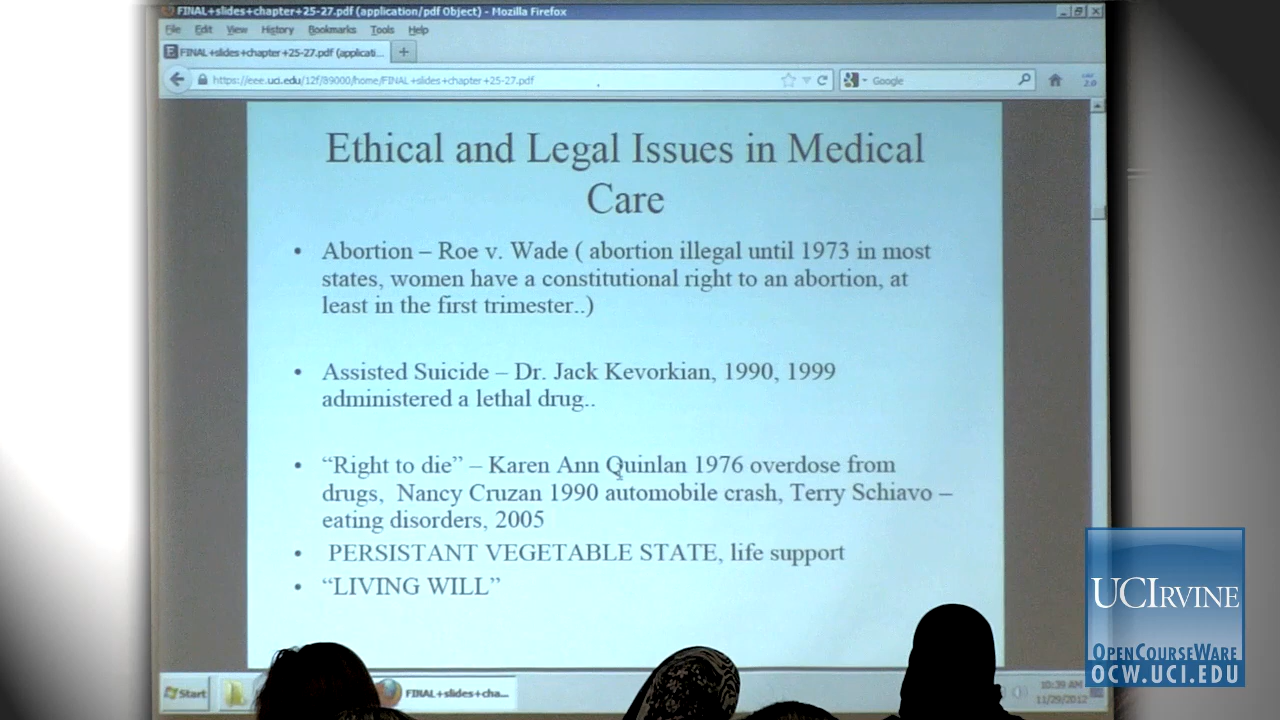 FINAL+slides+chapter+25-27.pdf (application/pdf Object) - Mozilla Firefox
File Edit View History Bookmarks Tools Help
FINAL+slides+chapter+25-27.pdf (applicati...
https://eee.uci.edu/12f/89000/home/FINAL+slides+chapter+25-27.pdf
Google
Ethical and Legal Issues in Medical
Care
• Abortion – Roe v. Wade ( abortion illegal until 1973 in most
states, women have a constitutional right to an abortion, at
least in the first trimester..)
• Assisted Suicide – Dr. Jack Kevorkian, 1990, 1999
administered a lethal drug..
• “Right to die” – Karen Ann Quinlan 1976 overdose from
drugs, Nancy Cruzan 1990 automobile crash, Terry Schiavo –
eating disorders, 2005
• PERSISTANT VEGETABLE STATE, life support
• “LIVING WILL”
UCIRVINE
OPENCOURSEWARE
OCW.UCI.EDU
Start
FINAL+slides+cha...
10:39 AM
11/29/2012